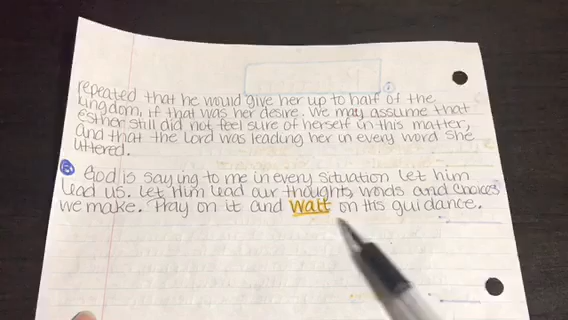 repeated that he would give her up to half of the
kingdom, if that was her desire. We may assume that
esther still did not feel sure of herself in this matter,
and that the Lord was leading her in every word she
uttered.
God is saying to me in every situation let him
lead us. Let Him lead our thoughts, words and choices
we make. Pray on it and wait on His guidance.